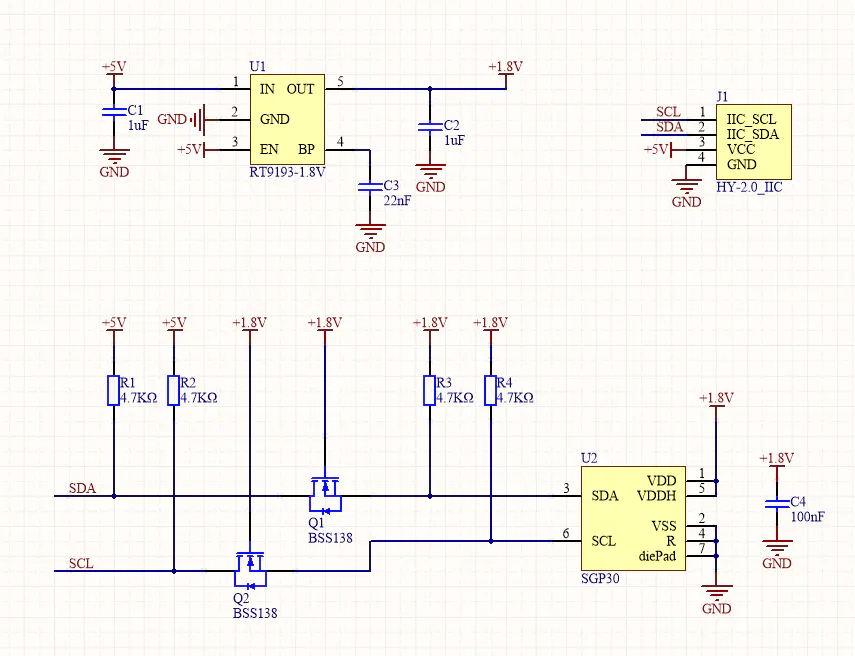 +5V
U1
+1.8V
1
IN OUT
5
C1
1uF
GND
2
GND
+5V
3
EN BP
4
GND
RT9193-1.8V
C2
1uF
GND
C3
22nF
GND
J1
SCL
1
IIC_SCL
SDA
2
IIC_SDA
+5V
3
VCC
4
GND
HY-2.0_IIC
GND
+5V
+5V
+1.8V
+1.8V
+1.8V
+1.8V
R1
4.7KΩ
R2
4.7KΩ
R3
4.7KΩ
R4
4.7KΩ
SDA
Q1
BSS138
SCL
Q2
BSS138
U2
3
SDA
6
SCL
VDD
1
VDDH
5
VSS
2
R
4
diePad
7
SGP30
+1.8V
GND
+1.8V
C4
100nF
GND